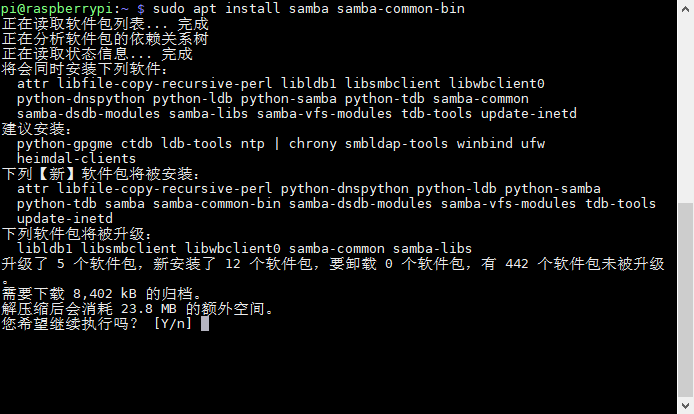 pi@raspberrypi:~ $ sudo apt install samba samba-common-bin
正在读取软件包列表... 完成
正在分析软件包的依赖关系树
正在读取状态信息... 完成
将会同时安装下列软件：
  attr libfile-copy-recursive-perl libldb1 libsmbclient libwbclient0
  python-dnspython python-ldb python-samba python-tdb samba-common
  samba-dsdb-modules samba-libs samba-vfs-modules tdb-tools update-inetd
建议安装：
  python-gpgme ctdb ldb-tools ntp | chrony smbldap-tools winbind ufw
  heimdal-clients
下列【新】软件包将被安装：
  attr libfile-copy-recursive-perl python-dnspython python-ldb python-samba
  python-tdb samba samba-common-bin samba-dsdb-modules samba-vfs-modules tdb-tools
  update-inetd
下列软件包将被升级：
  libldb1 libsmbclient libwbclient0 samba-common samba-libs
升级了 5 个软件包，新安装了 12 个软件包，要卸载 0 个软件包，有 442 个软件包未被升级
。
需要下载 8,402 kB 的归档。
解压缩后会消耗 23.8 MB 的额外空间。
您希望继续执行吗？ [Y/n]